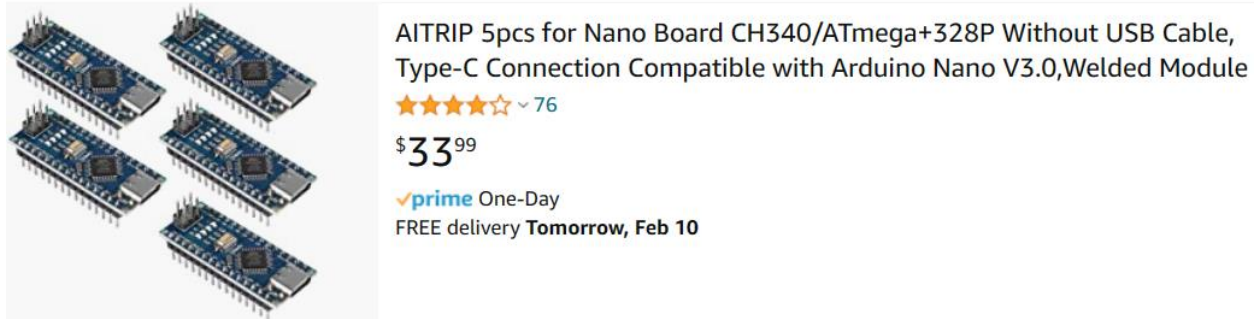 AITRIP 5pcs for Nano Board CH340/ATmega+328P Without USB Cable,
Type-C Connection Compatible with Arduino Nano V3.0,Welded Module
76
$33 99
prime One-Day
FREE delivery Tomorrow, Feb 10